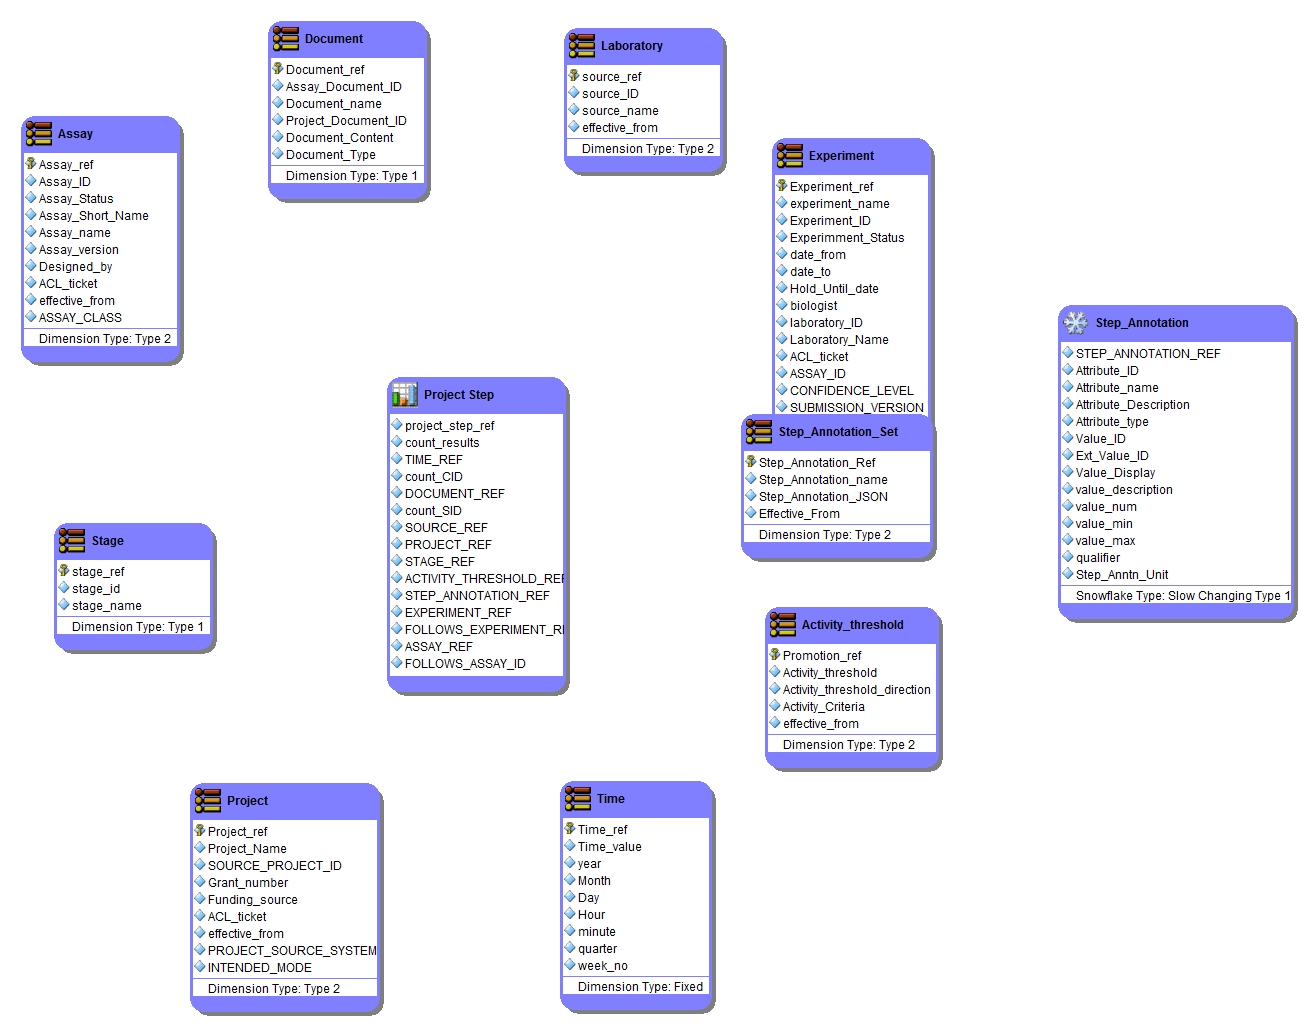 Document
Document_ref
Assay_Document_ID
Document_name
Project_Document_ID
Document_Content
Document_Type
Dimension Type: Type 1
Laboratory
source_ref
source_ID
source_name
effective_from
Dimension Type: Type 2
Assay
Assay_ref
Assay_ID
Assay_Status
Assay_Short_Name
Assay_name
Assay_version
Designed_by
ACL_ticket
effective_from
ASSAY_CLASS
Dimension Type: Type 2
Experiment
Experiment_ref
experiment_name
Experiment_ID
Experimment_Status
date_from
date_to
Hold_Until_date
biologist
laboratory_ID
Laboratory_Name
ACL_ticket
ASSAY_ID
CONFIDENCE_LEVEL
SUBMISSION_VERSION
Step_Annotation_Set
Step_Annotation_Ref
Step_Annotation_name
Step_Annotation_JSON
Effective_From
Dimension Type: Type 2
Step_Annotation
STEP_ANNOTATION_REF
Attribute_ID
Attribute_name
Attribute_Description
Attribute_type
Value_ID
Ext_Value_ID
Value_Display
value_description
value_num
value_min
value_max
qualifier
Step_Anntn_Unit
Snowflake Type: Slow Changing Type 1
Project Step
project_step_ref
count_results
TIME_REF
count_CID
DOCUMENT_REF
count_SID
SOURCE_REF
PROJECT_REF
STAGE_REF
ACTIVITY_THRESHOLD_REF
STEP_ANNOTATION_REF
EXPERIMENT_REF
FOLLOWS_EXPERIMENT_R
ASSAY_REF
FOLLOWS_ASSAY_ID
Stage
stage_ref
stage_id
stage_name
Dimension Type: Type 1
Activity_threshold
Promotion_ref
Activity_threshold
Activity_threshold_direction
Activity_Criteria
effective_from
Dimension Type: Type 2
Project
Project_ref
Project_Name
SOURCE_PROJECT_ID
Grant_number
Funding_source
ACL_ticket
effective_from
PROJECT_SOURCE_SYSTEM
INTENDED_MODE
Dimension Type: Type 2
Time
Time_ref
Time_value
year
Month
Day
Hour
minute
quarter
week_no
Dimension Type: Fixed